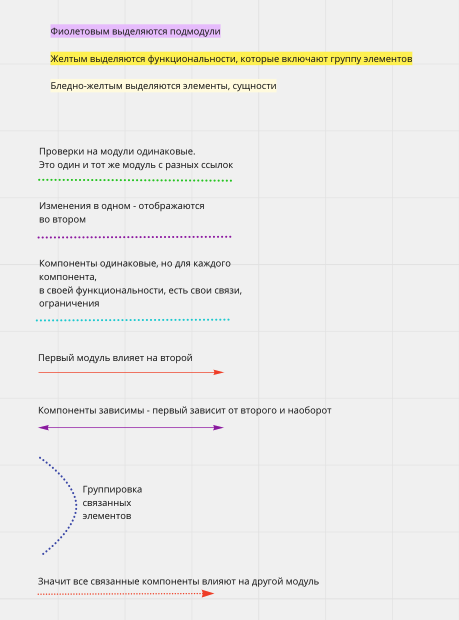 Фиолетовым выделяются подмодули
Желтым выделяются функциональности, которые включают группу элементов
Бледно-желтым выделяются элементы, сущности
Проверки на модули одинаковые.
Это один и тот же модуль с разных ссылок
Изменения в одном - отображаются
во втором
Компоненты одинаковые, но для каждого
компонента,
в своей функциональности, есть свои связи,
ограничения
Первый модуль влияет на второй
Компоненты зависимы - первый зависит от второго и наоборот
Группировка
связанных
элементов
Значит все связанные компоненты влияют на другой модуль